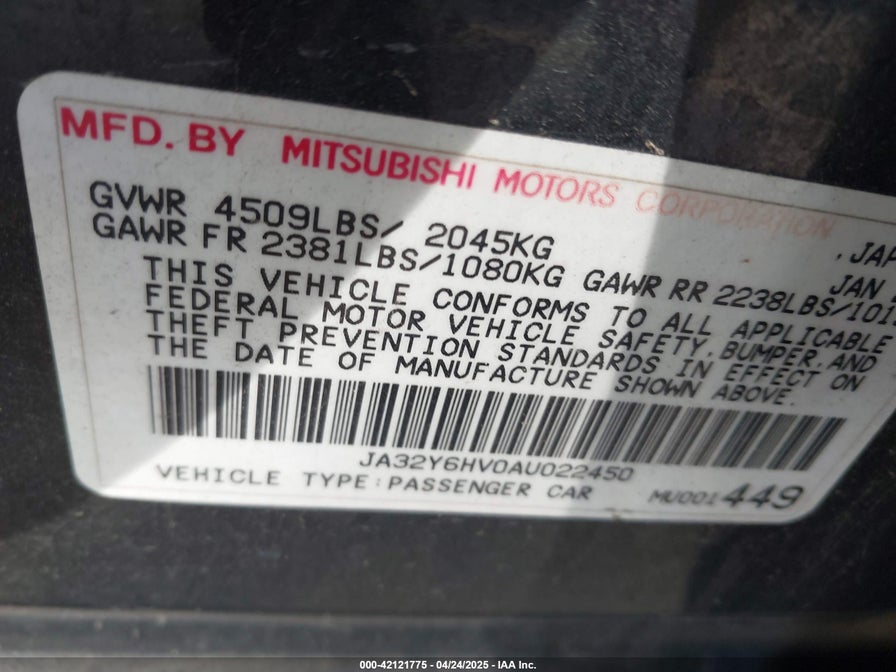 MFD. BY MITSUBISHI MOTORS CORPORATION
GVWR 4509LBS/ 2045KG
GAWR FR 2381LBS/1080KG GAWR RR 2238LBS/101
THIS VEHICLE CONFORMS TO ALL APPLICABLE
FEDERAL MOTOR VEHICLE SAFETY, BUMPER, AND
THEFT PREVENTION STANDARDS IN EFFECT ON
THE DATE OF MANUFACTURE SHOWN ABOVE.
JA32Y6HV0AU022450
VEHICLE TYPE:PASSENGER CAR MU001449
000-42121775 - 04/24/2025 - IAA Inc.